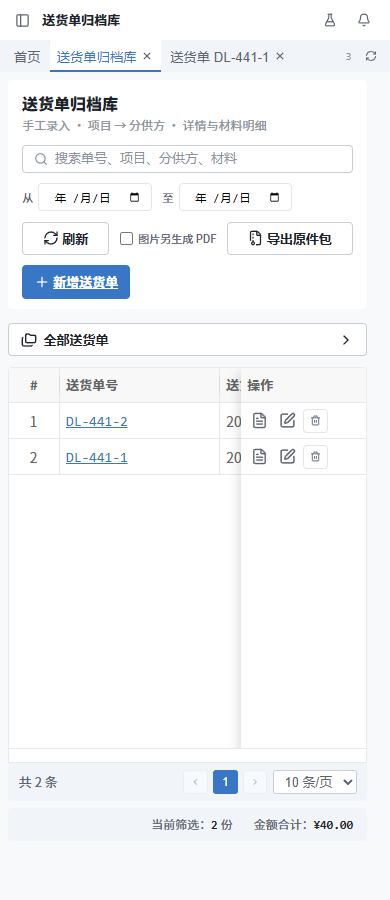 送货单归档库
首页 送货单归档库 × 送货单 DL-441-1 × 3
送货单归档库
手工录入 · 项目 → 分供方 · 详情与材料明细
搜索单号、项目、分供方、材料
从 年 /月/日 至 年 /月/日
刷新 图片另生成 PDF 导出原件包
+ 新增送货单
全部送货单
# 送货单号 送 操作
1 DL-441-2 20
2 DL-441-1 20
共 2 条 1 10 条/页
当前筛选：2 份 金额合计：¥40.00